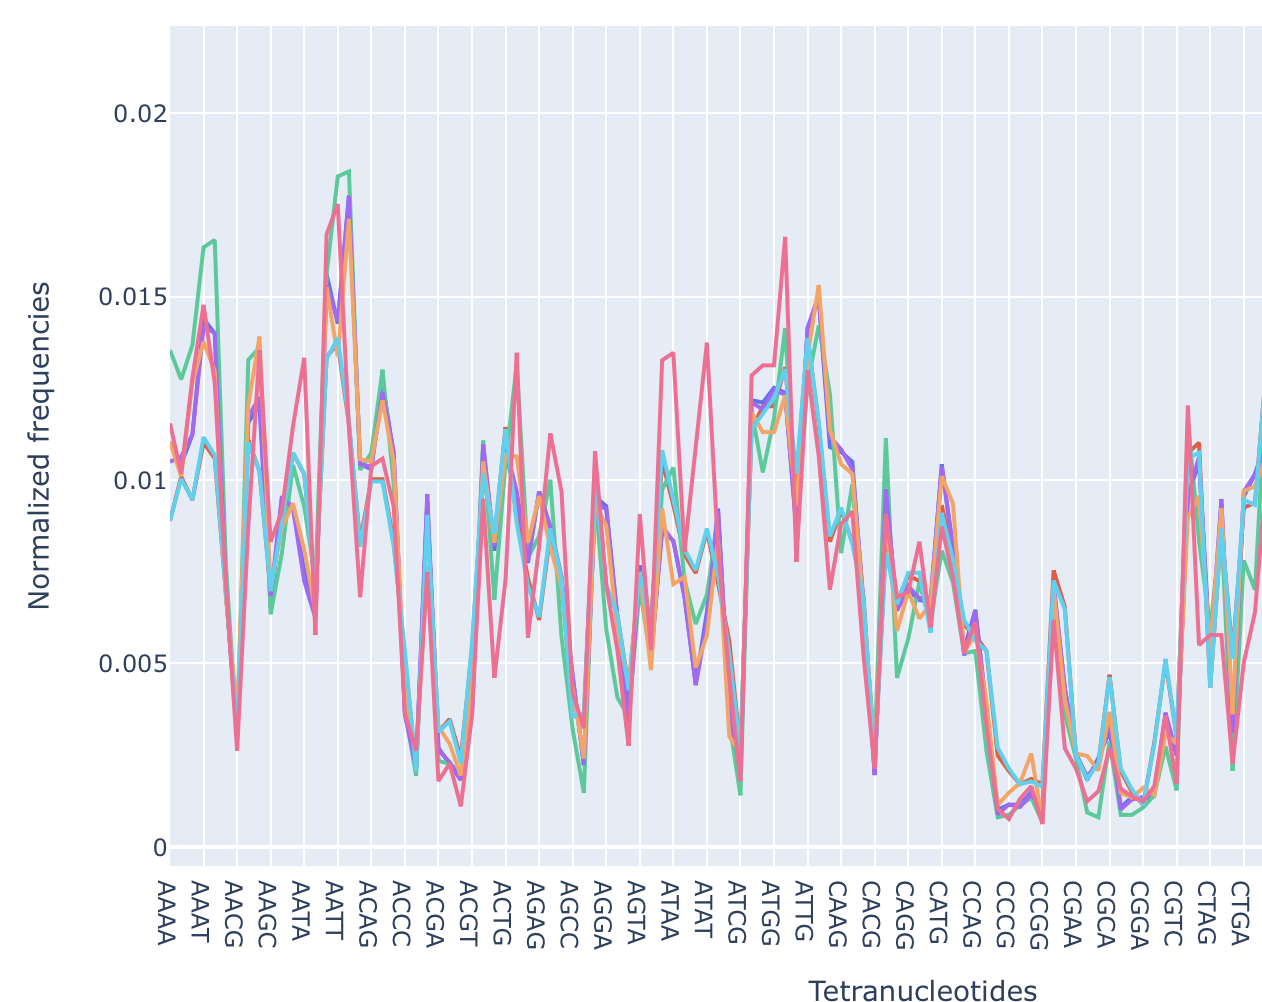 Normalized frequencies
0.02
0.015
0.01
0.005
0
AAAA
AAAT
AACG
AAGC
AATA
AATT
ACAG
ACCC
ACGA
ACGT
ACTG
AGAG
AGCC
AGGA
AGTA
ATAA
ATAT
ATCG
ATGG
ATTG
CAAG
CACG
CAGG
CATG
CCAG
CCCG
CCGG
CGAA
CGCA
CGGA
CGTC
CTAG
CTGA
Tetranucleotides